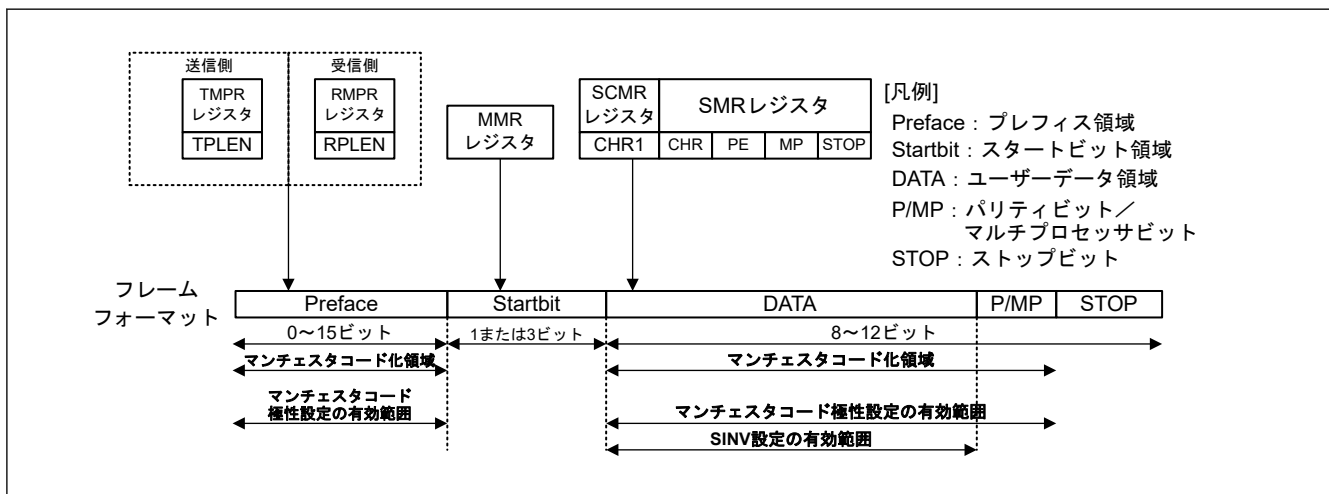 送信側
受信側
TMPR
レジスタ
TPLEN
RMPR
レジスタ
RPLEN
MMR
レジスタ
SCMR
レジスタ
CHR1
SMRレジスタ
CHR PE MP STOP
[凡例]
Preface：プレフィス領域
Startbit：スタートビット領域
DATA：ユーザーデータ領域
P/MP：パリティビット／
マルチプロセッサビット
STOP：ストップビット
フレーム
フォーマット
Preface Startbit DATA P/MP STOP
0～15ビット 1または3ビット 8～12ビット
マンチェスタコード化領域 マンチェスタコード化領域
マンチェスタコード
極性設定の有効範囲
マンチェスタコード極性設定の有効範囲
SINV設定の有効範囲